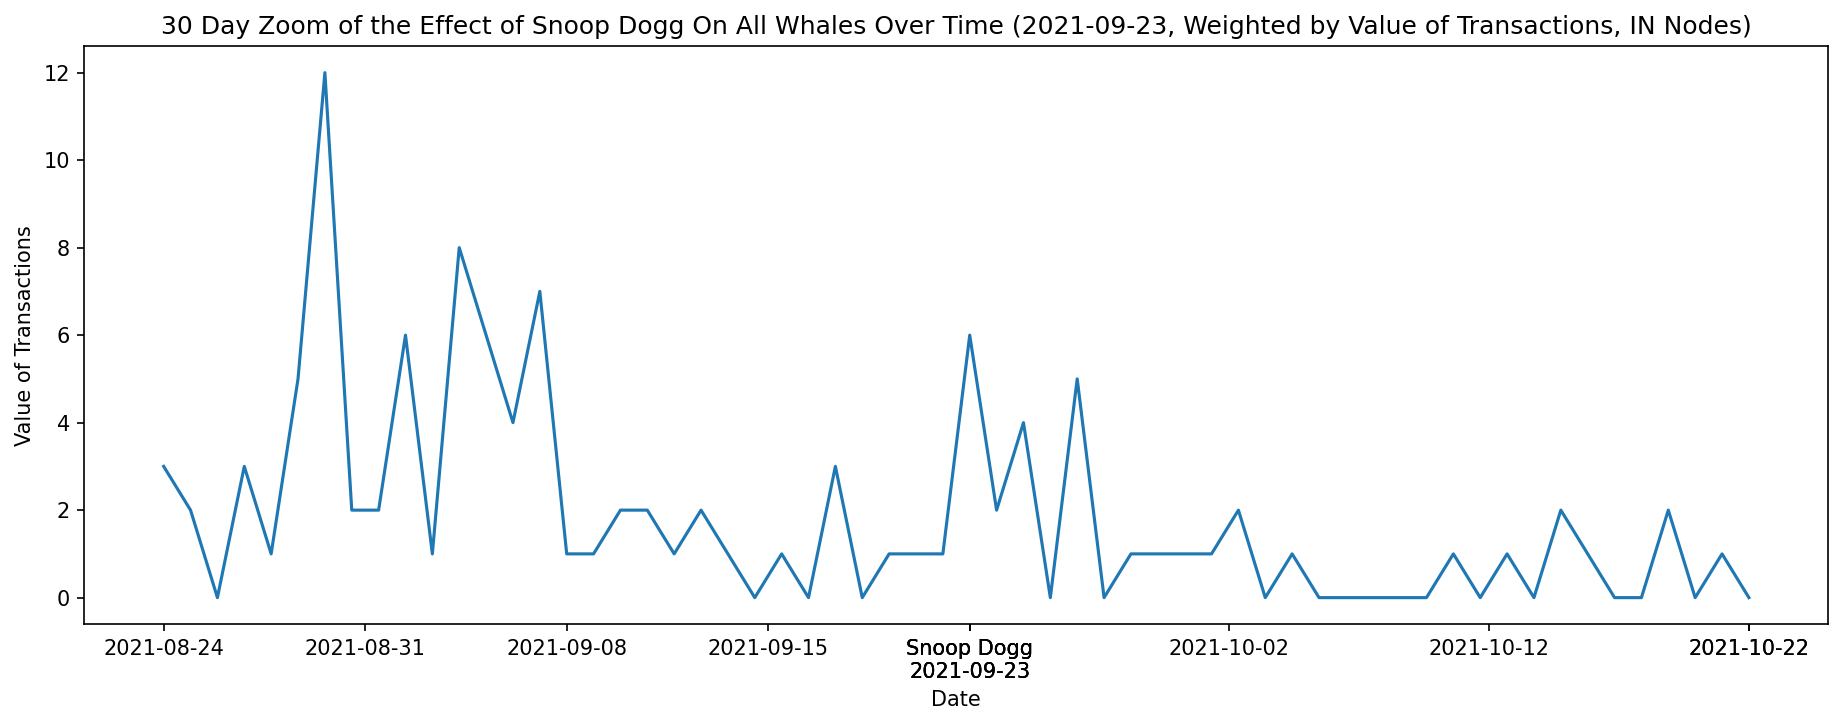 30 Day Zoom of the Effect of Snoop Dogg On All Whales Over Time (2021-09-23, Weighted by Value of Transactions, IN Nodes)
Value of Transactions
12
10
8
6
4
2
0
2021-08-24 2021-08-31 2021-09-08 2021-09-15 Snoop Dogg 2021-10-02 2021-10-12 2021-10-22
2021-09-23
Date